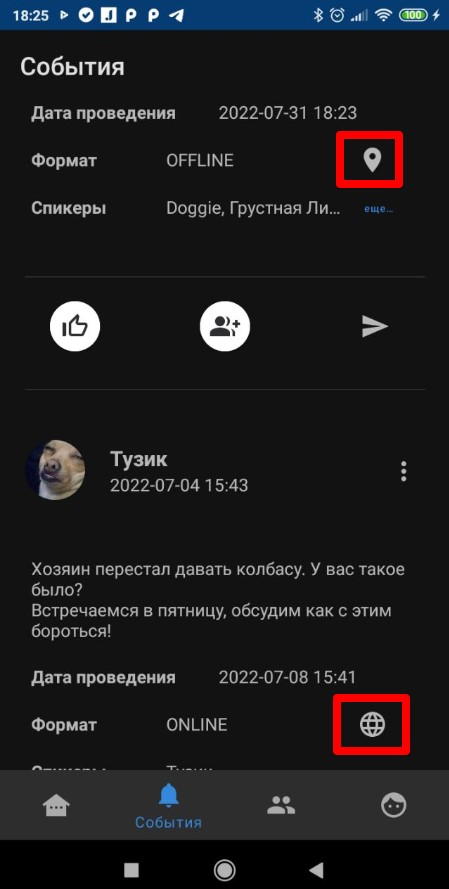 18:25 100
События
Дата проведения 2022-07-31 18:23
Формат OFFLINE
Спикеры Doggie, Грустная Ли... еще...
Тузик
2022-07-04 15:43
Хозяин перестал давать колбасу. У вас такое
было?
Встречаемся в пятницу, обсудим как с этим
бороться!
Дата проведения 2022-07-08 15:41
Формат ONLINE
Спикеры Тузик
События